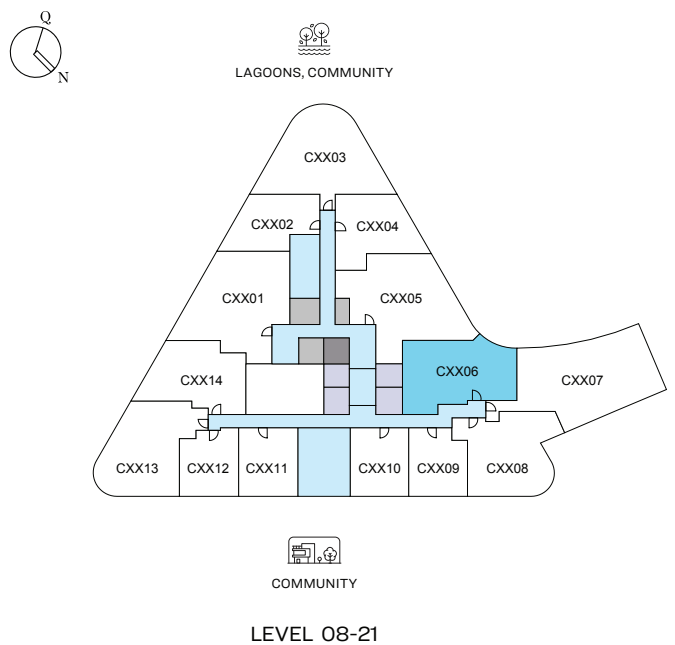 Q
N
LAGOONS, COMMUNITY
CXX03
CXX02
CXX04
CXX01
CXX05
CXX06
CXX07
CXX14
CXX13
CXX12
CXX11
CXX10
CXX09
CXX08
COMMUNITY
LEVEL 08-21